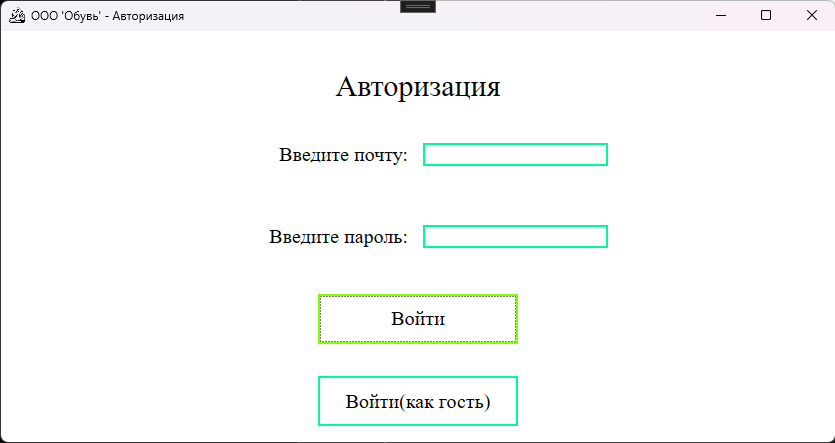 ООО 'Обувь' - Авторизация
Авторизация
Введите почту:
Введите пароль:
Войти
Войти(как гость)